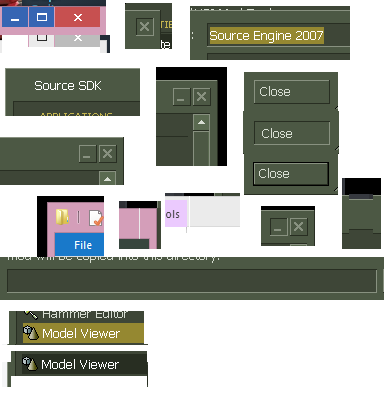 Source Engine 2007
Source SDK
APPLICATIONS
Close
Close
Close
ols
File
mod will be copied into this directory.
Hammer Editor
Model Viewer
Model Viewer